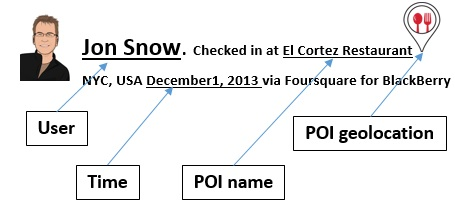 Jon Snow. Checked in at El Cortez Restaurant
NYC, USA December1, 2013 via Foursquare for BlackBerry
User
POI geolocation
Time
POI name